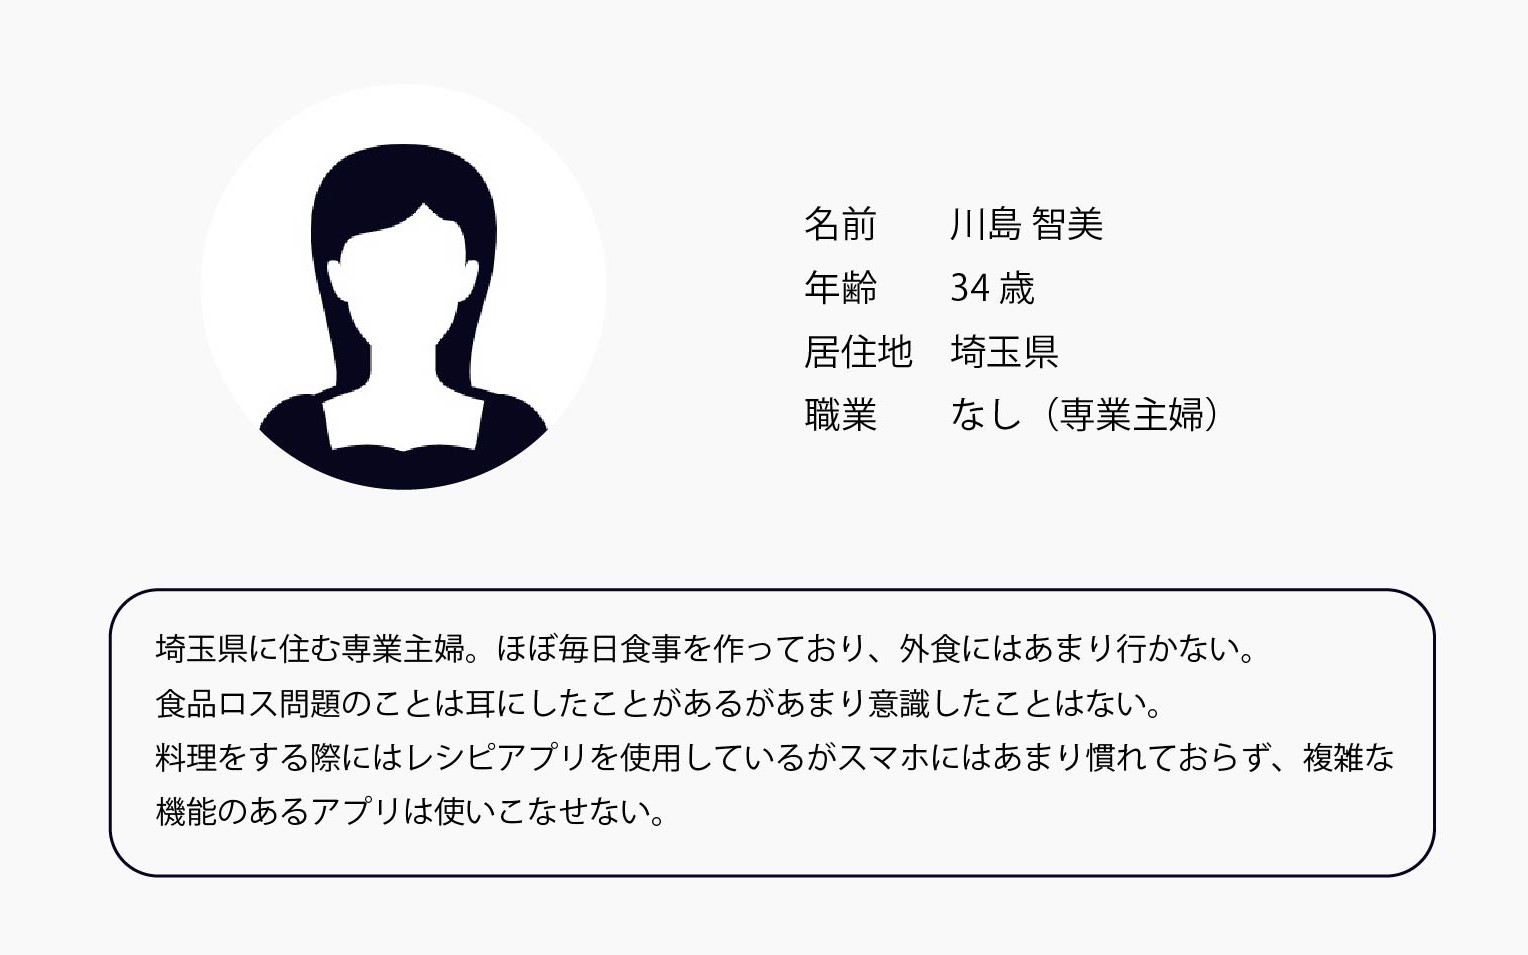 名前 川島 智美
年齢 34 歳
居住地 埼玉県
職業 なし（専業主婦）
埼玉県に住む専業主婦。ほぼ毎日食事を作っており、外食にはあまり行かない。
食品ロス問題のことは耳にしたことがあるがあまり意識したことはない。
料理をする際にはレシピアプリを使用しているがスマホにはあまり慣れておらず、複雑な
機能のあるアプリは使いこなせない。